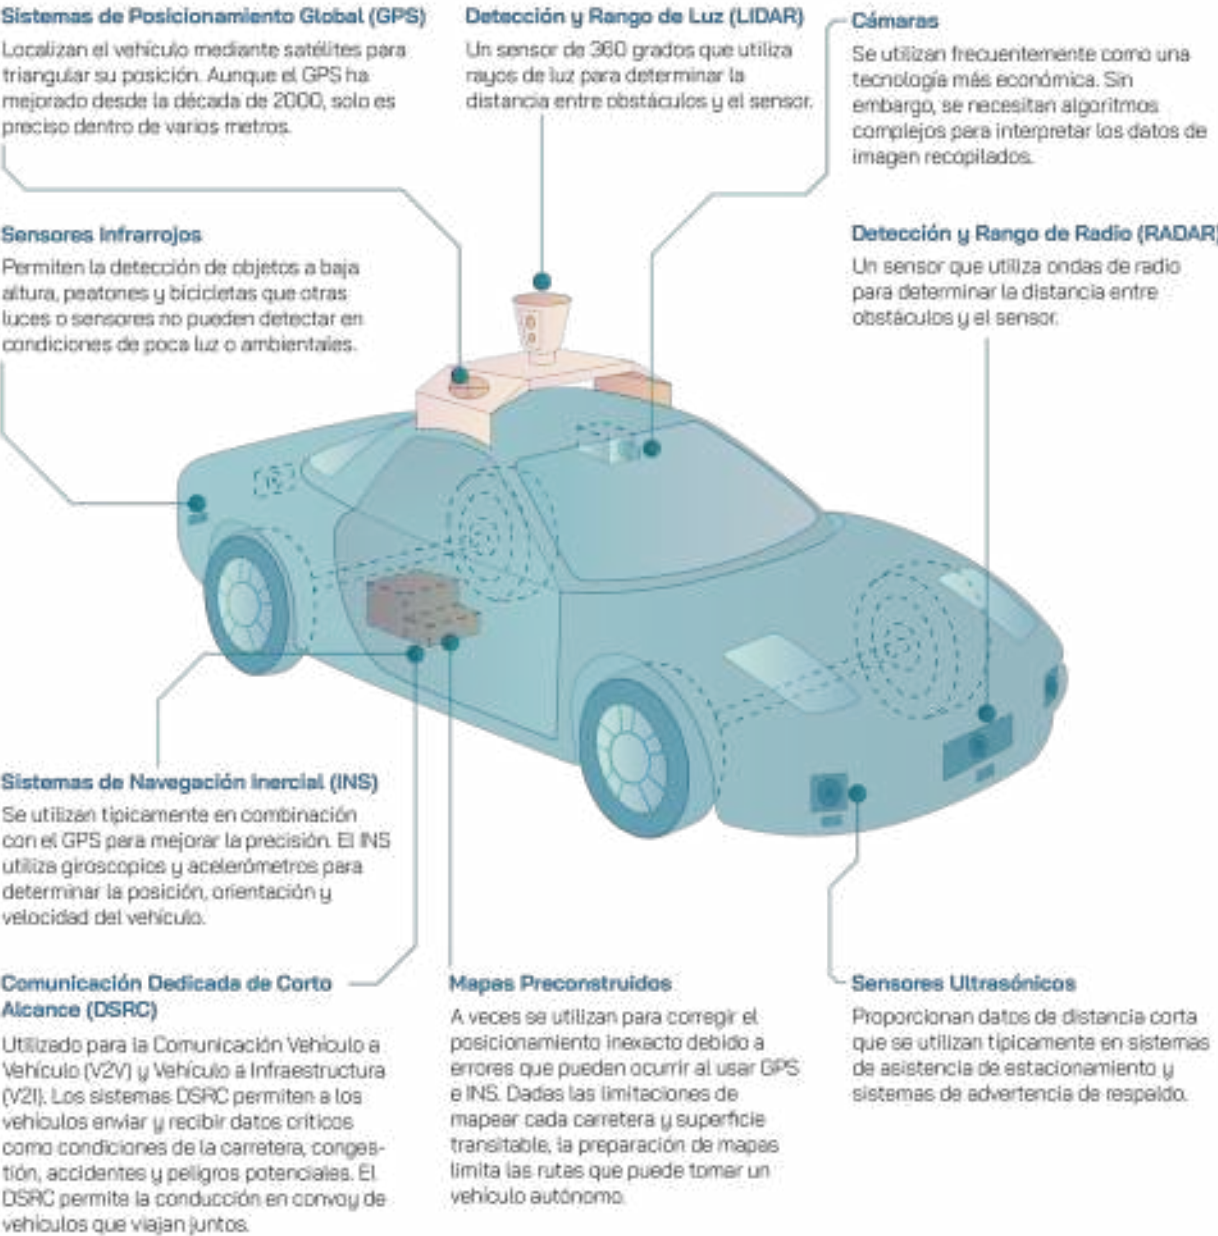 Sistemas de Posicionamiento Global (GPS)
Localizan el vehículo mediante satélites para
triangular su posición. Aunque el GPS ha
mejorado desde la década de 2000, solo es
preciso dentro de varios metros.
Detección y Rango de Luz (LIDAR)
Un sensor de 360 grados que utiliza
rayos de luz para determinar la
distancia entre obstáculos y el sensor.
Cámaras
Se utilizan frecuentemente como una
tecnología más económica. Sin
embargo, se necesitan algoritmos
complejos para interpretar los datos de
imagen recopilados.
Sensores Infrarrojos
Permiten la detección de objetos a baja
altura, peatones y bicicletas que otras
luces o sensores no pueden detectar en
condiciones de poca luz o ambientales.
Detección y Rango de Radio (RADAR)
Un sensor que utiliza ondas de radio
para determinar la distancia entre
obstáculos y el sensor.
Sistemas de Navegación Inercial (INS)
Se utilizan típicamente en combinación
con el GPS para mejorar la precisión. El INS
utiliza giroscopios y acelerómetros para
determinar la posición, orientación y
velocidad del vehículo.
Comunicación Dedicada de Corto
Alcance (DSRC)
Utilizado para la Comunicación Vehículo a
Vehículo (V2V) y Vehículo a Infraestructura
(V2I). Los sistemas DSRC permiten a los
vehículos enviar y recibir datos críticos
como condiciones de la carretera, conges-
tión, accidentes y peligros potenciales. El
DSRC permite la conducción en convoy de
vehículos que viajan juntos.
Mapas Preconstruidos
A veces se utilizan para corregir el
posicionamiento inexacto debido a
errores que pueden ocurrir al usar GPS
e INS. Dadas las limitaciones de
mapear cada carretera y superficie
transitable, la preparación de mapas
limita las rutas que puede tomar un
vehículo autónomo.
Sensores Ultrasónicos
Proporcionan datos de distancia corta
que se utilizan típicamente en sistemas
de asistencia de estacionamiento y
sistemas de advertencia de respaldo.